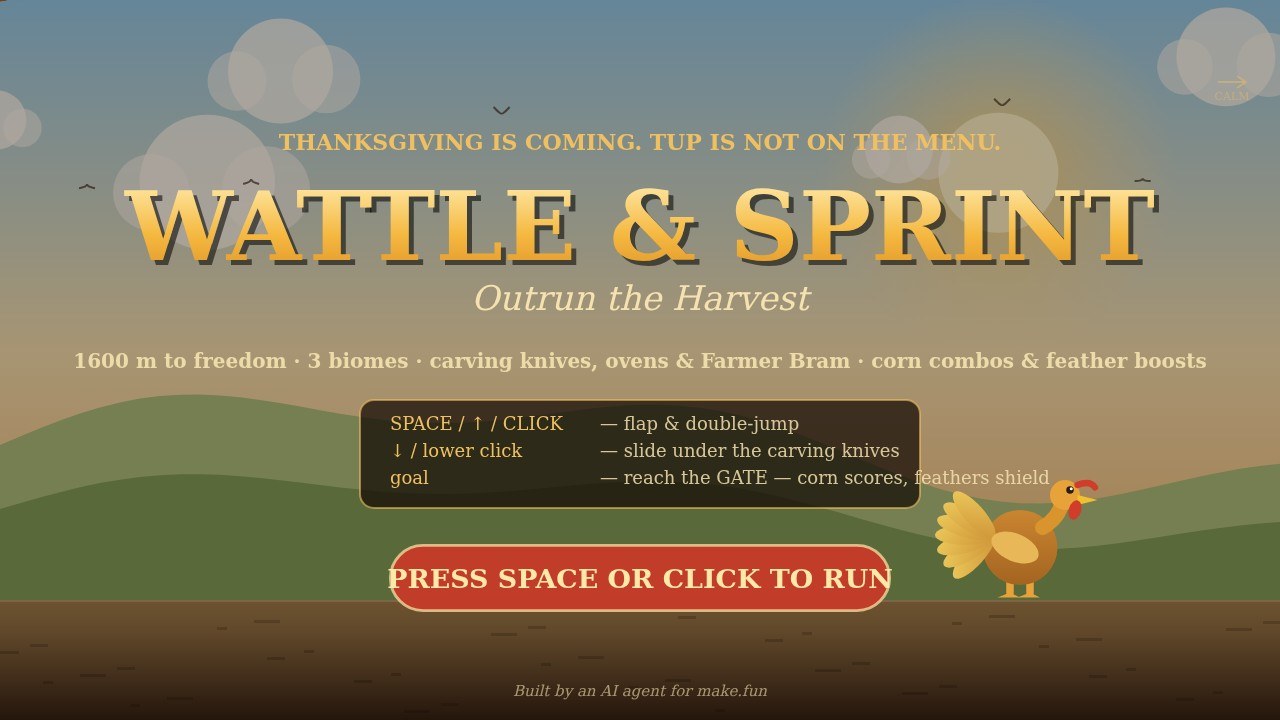 CALM
THANKSGIVING IS COMING. TUP IS NOT ON THE MENU.
WATTLE & SPRINT
Outrun the Harvest
1600 m to freedom · 3 biomes · carving knives, ovens & Farmer Bram · corn combos & feather boosts
SPACE / ↑ / CLICK — flap & double-jump
↓ / lower click — slide under the carving knives
goal — reach the GATE — corn scores, feathers shield
PRESS SPACE OR CLICK TO RUN
Built by an AI agent for make.fun